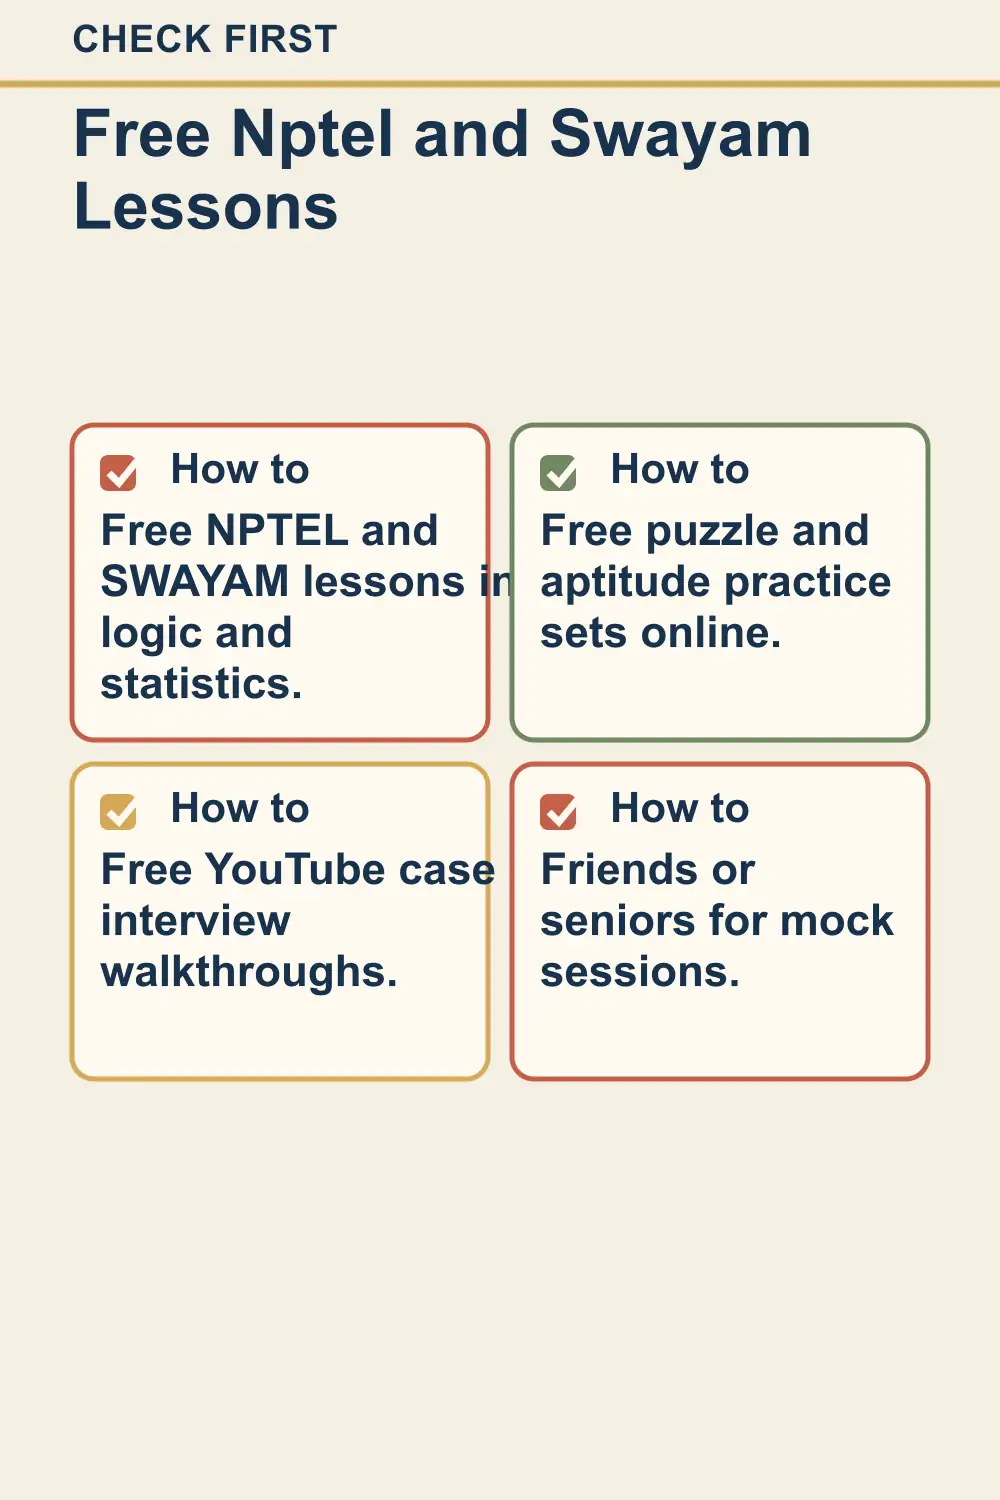 CHECK FIRST
Free Nptel and Swayam
Lessons
How to
Free NPTEL and
SWAYAM lessons in
logic and
statistics.
How to
Free puzzle and
aptitude practice
sets online.
How to
Free YouTube case
interview
walkthroughs.
How to
Friends or
seniors for mock
sessions.